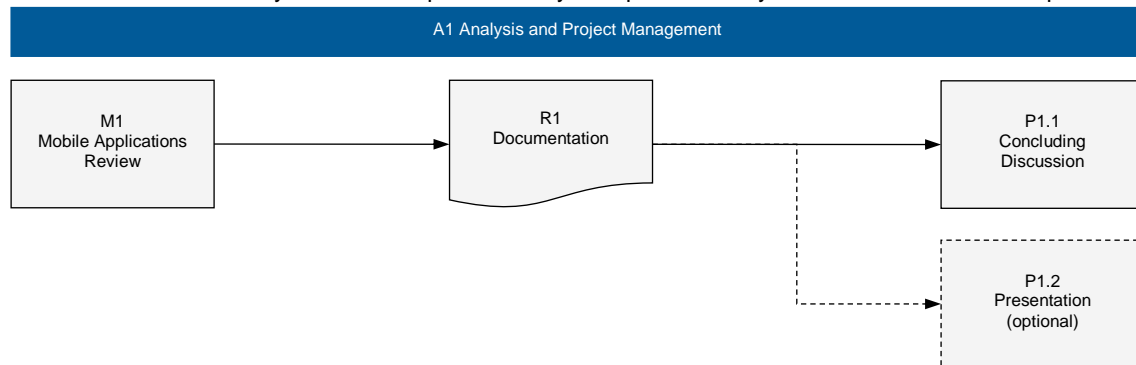 A1 Analysis and Project Management
M1
Mobile Applications
Review
R1
Documentation
P1.1
Concluding
Discussion
P1.2
Presentation
(optional)